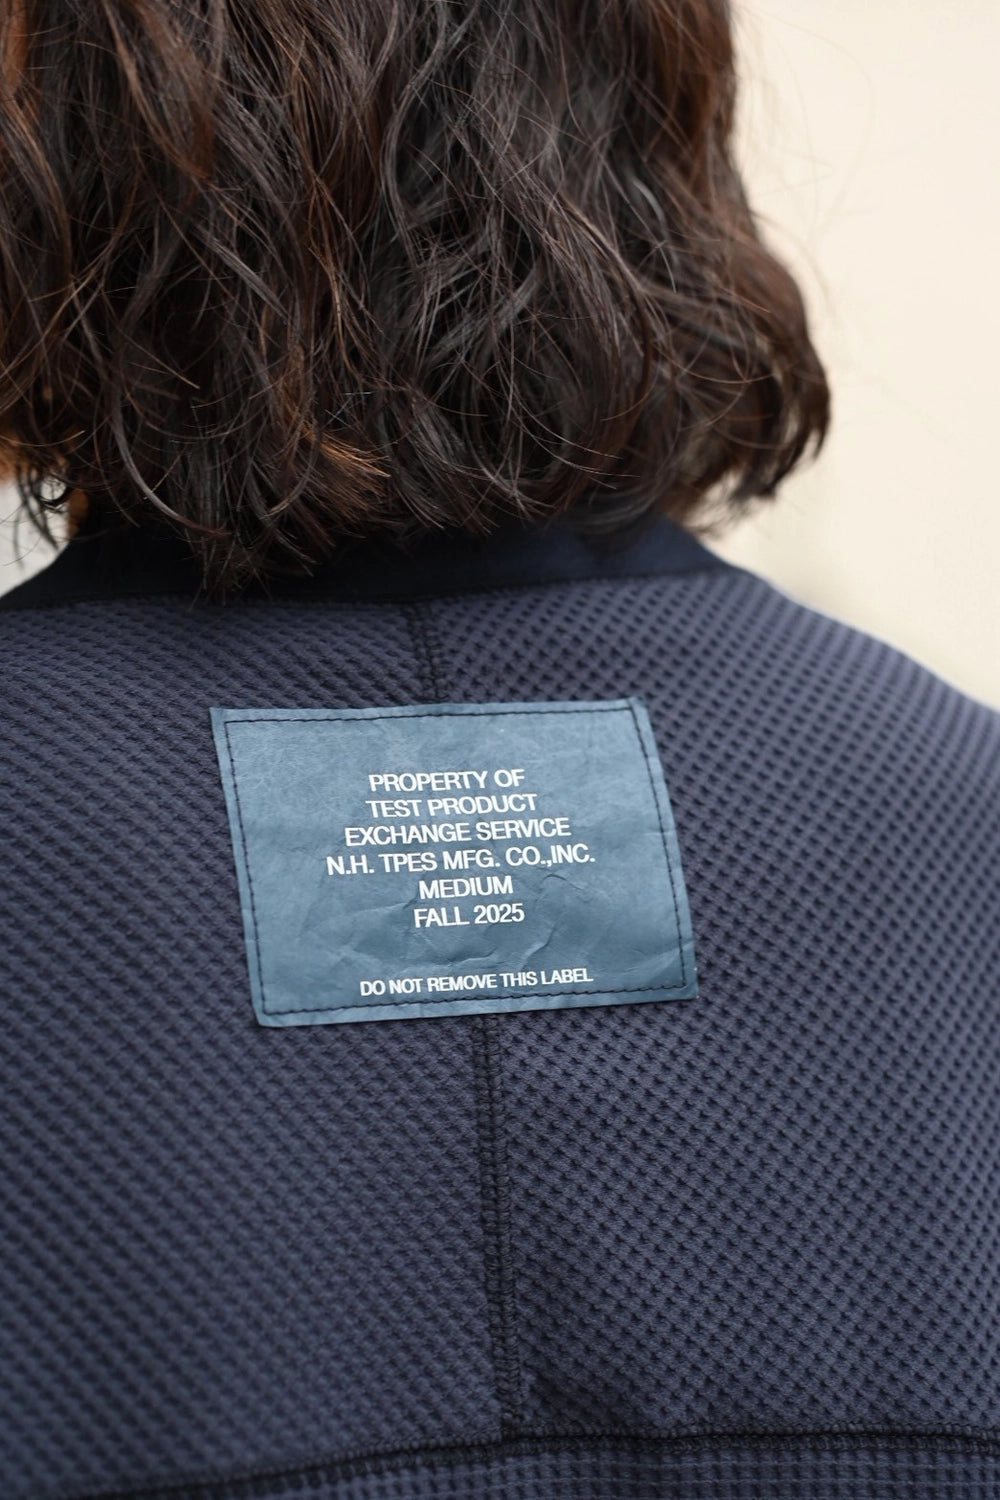 PROPERTY OF
TEST PRODUCT
EXCHANGE SERVICE
N.H. TPES MFG. CO.,INC.
MEDIUM
FALL 2025
DO NOT REMOVE THIS LABEL